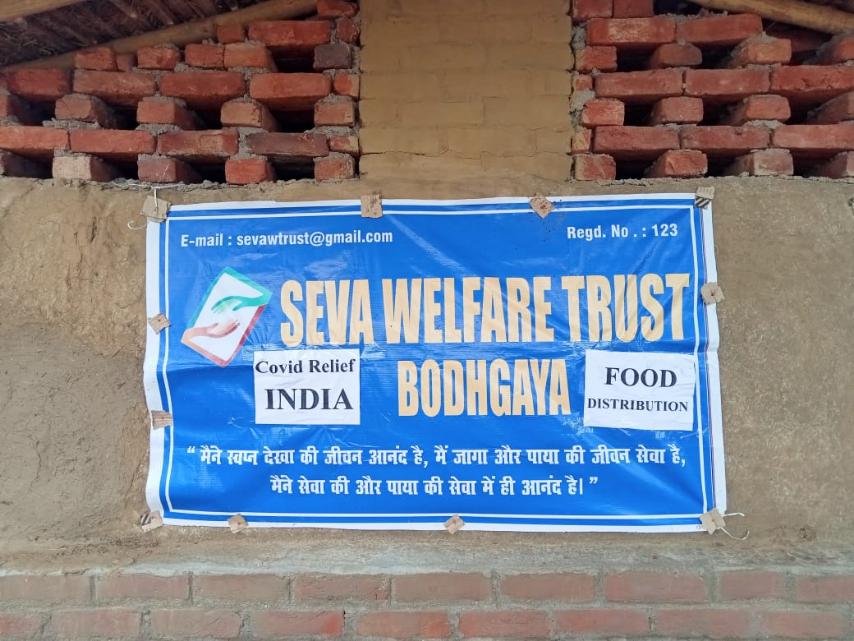 E-mail : sevawtrust@gmail.com
Regd. No . : 123
SEVA WELFARE TRUST
BODHGAYA
Covid Relief
INDIA
FOOD
DISTRIBUTION
“ मैने स्वप्न देखा की जीवन आनंद है, मैं जागा और पाया की जीवन सेवा है,
मैने सेवा की और पाया की सेवा में ही आनंद है। ”